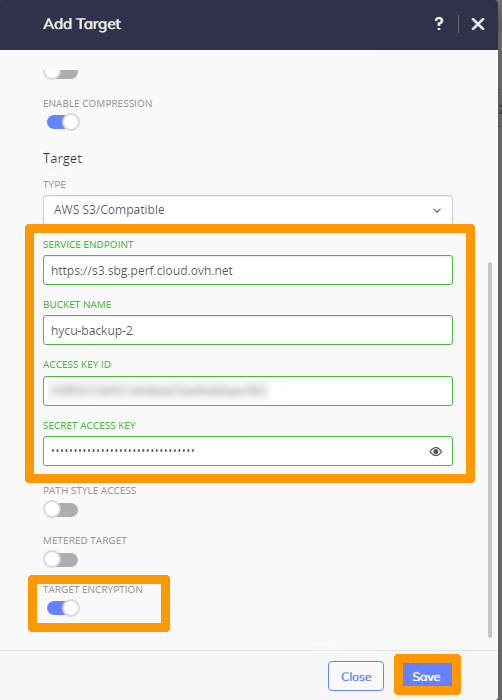 Add Target ? ×
ENABLE COMPRESSION
Target
TYPE
AWS S3/Compatible
SERVICE ENDPOINT
https://s3.sbg.perf.cloud.ovh.net
BUCKET NAME
hycu-backup-2
ACCESS KEY ID
SECRET ACCESS KEY
••••••••••••••••••••••••••••••••
PATH STYLE ACCESS
METERED TARGET
TARGET ENCRYPTION
Close Save